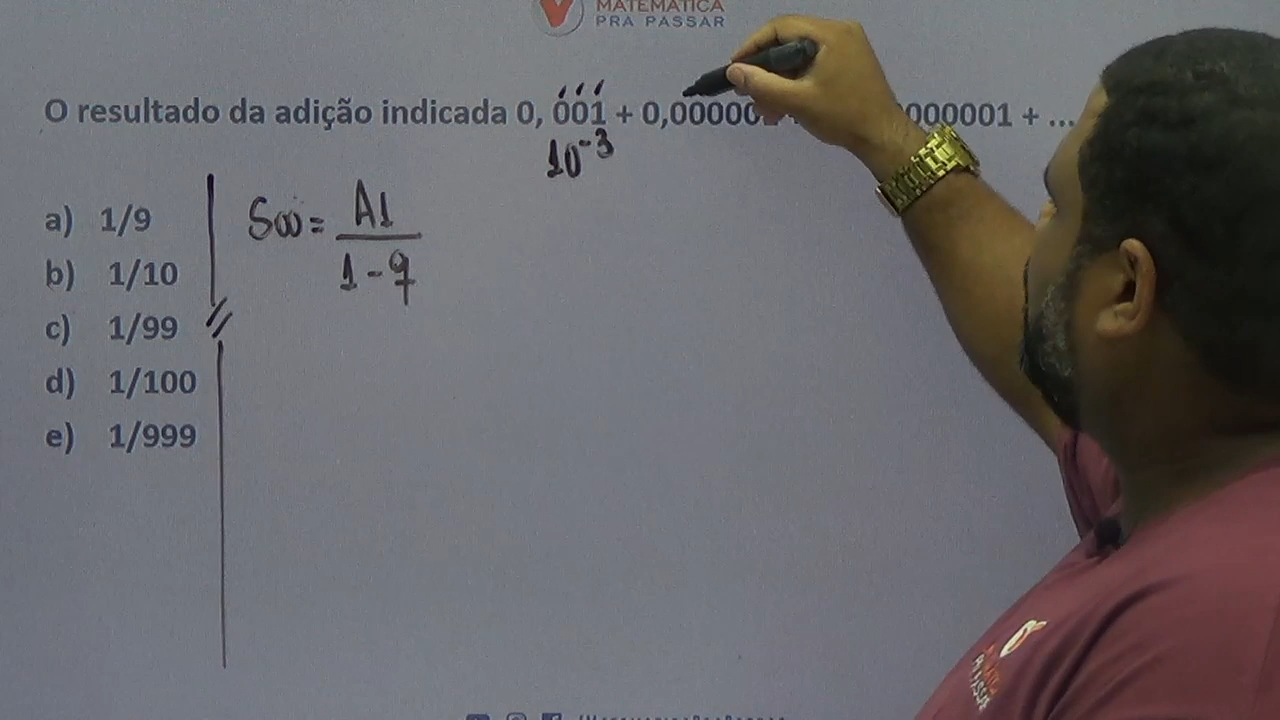 MATEMÁTICA
PRA PASSAR
O resultado da adição indicada 0, 001 + 0,000001 000001 + ...
10⁻³
a) 1/9
b) 1/10
c) 1/99
d) 1/100
e) 1/999
S∞ = A1
1 - q